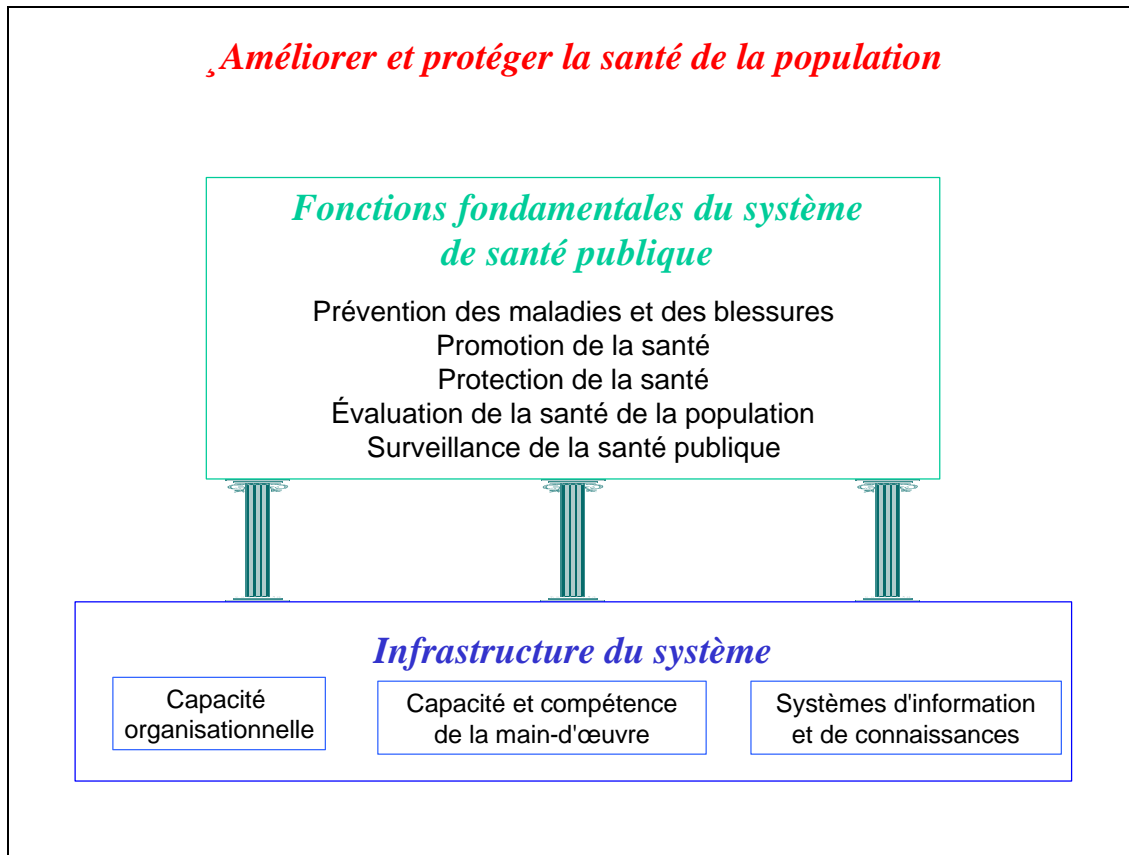 ¸Améliorer et protéger la santé de la population
Fonctions fondamentales du système
de santé publique
Prévention des maladies et des blessures
Promotion de la santé
Protection de la santé
Évaluation de la santé de la population
Surveillance de la santé publique
Infrastructure du système
Capacité
organisationnelle
Capacité et compétence
de la main-d'œuvre
Systèmes d'information
et de connaissances